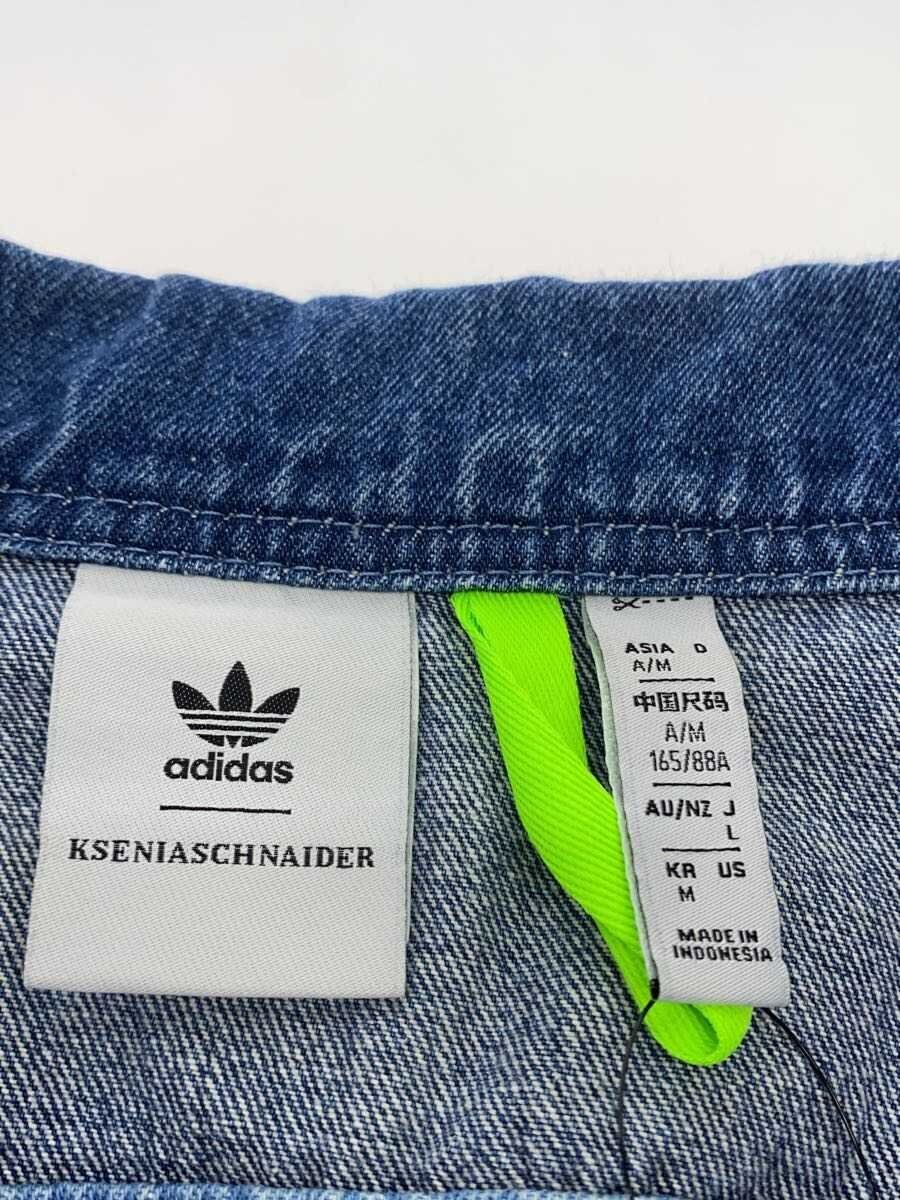 adidas
KSENIASCHNAIDER
ASIA D
A/M
中国尺码
A/M
165/88A
AU/NZ J
L
KR US
M
MADE IN
INDONESIA